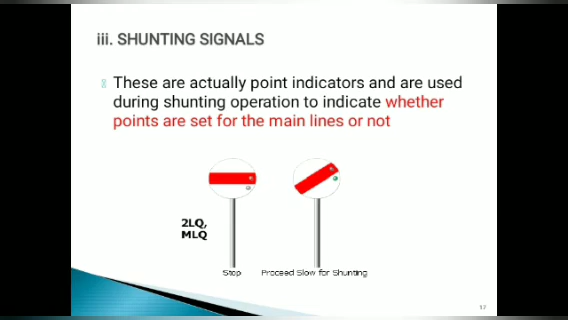 iii. SHUNTING SIGNALS
These are actually point indicators and are used
during shunting operation to indicate whether
points are set for the main lines or not
2LQ,
MLQ
Stop
Proceed Slow for Shunting
17